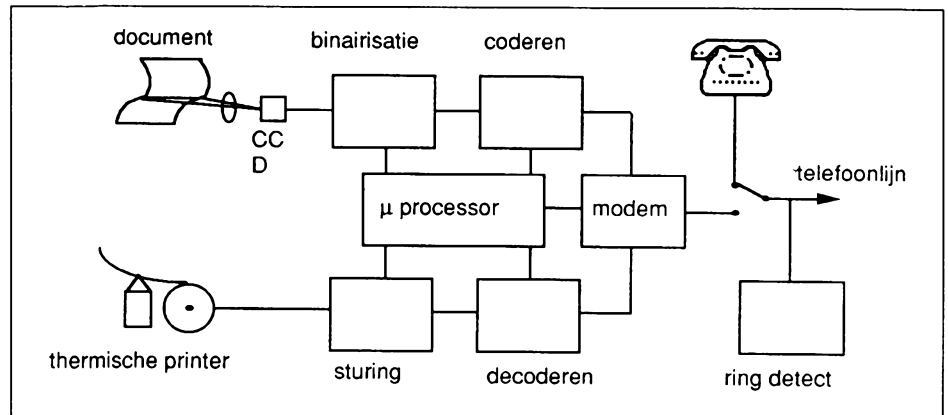 document
binairisatie
coderen
CC
D
telefoonlijn
μ processor
modem
thermische printer
sturing
decoderen
ring detect